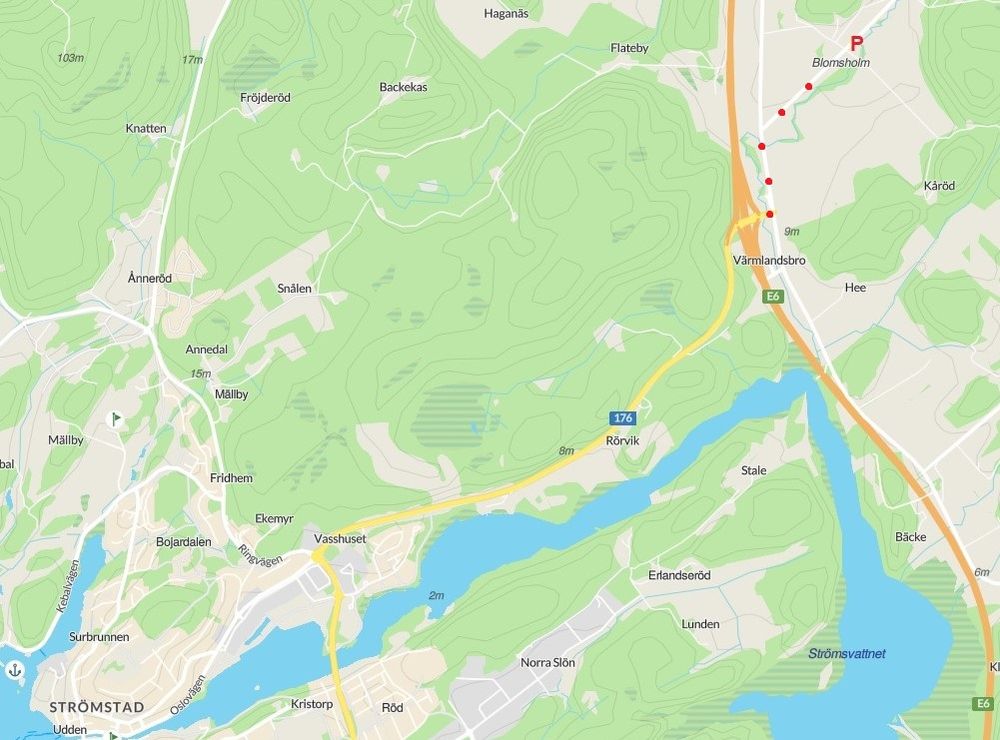 Haganäs
P
Flateby
103m
17m
Blomsholm
Backekas
Fröjderöd
Knatten
Kåröd
9m
Värmlandsbro
Ånneröd
Snålen
Hee
E6
Annedal
15m
Mällby
176
Mällby
Rörvik
8m
bal
Stale
Fridhem
Ekemyr
Vasshuset
Bäcke
Bojardalen
Ringvägen
Kebalvägen
6m
Erlandseröd
2m
Lunden
Surbrunnen
Strömsvattnet
Norra Slön
Kl
Oslovägen
STRÖMSTAD
Kristorp
Röd
E6
Udden